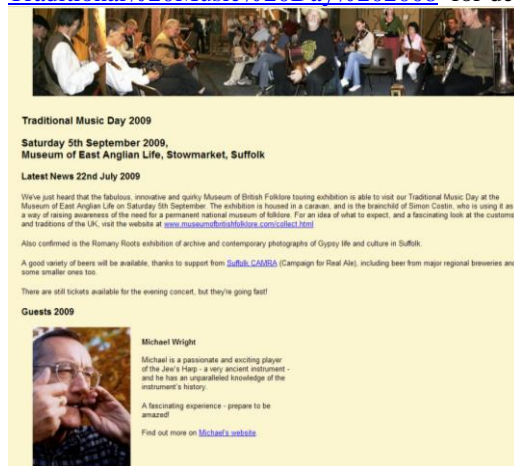 for de
Traditional Music Day 2009
Saturday 5th September 2009,
Museum of East Anglian Life, Stowmarket, Suffolk
Latest News 22nd July 2009
We've just heard that the fabulous, innovative and quirky Museum of British Folklore touring exhibition is able to visit our Traditional Music Day at the
Museum of East Anglian Life on Saturday 5th September. The exhibition is housed in a caravan, and is the brainchild of Simon Costin, who is using it as
a way of raising awareness of the need for a permanent national museum of folklore. For an idea of what to expect, and a fascinating look at the customs
and traditions of the UK, visit the website at www.museumofbritishfolklore.com/collect.html
Also confirmed is the Romany Roots exhibition of archive and contemporary photographs of Gypsy life and culture in Suffolk.
A good variety of beers will be available, thanks to support from Suffolk CAMRA (Campaign for Real Ale), including beer from major regional breweries and
some smaller ones too.
There are still tickets available for the evening concert, but they're going fast!
Guests 2009
Michael Wright
Michael is a passionate and exciting player
of the Jew's Harp - a very ancient instrument -
and he has an unparalleled knowledge of the
instrument's history.
A fascinating experience - prepare to be
amazed!
Find out more on Michael's website.